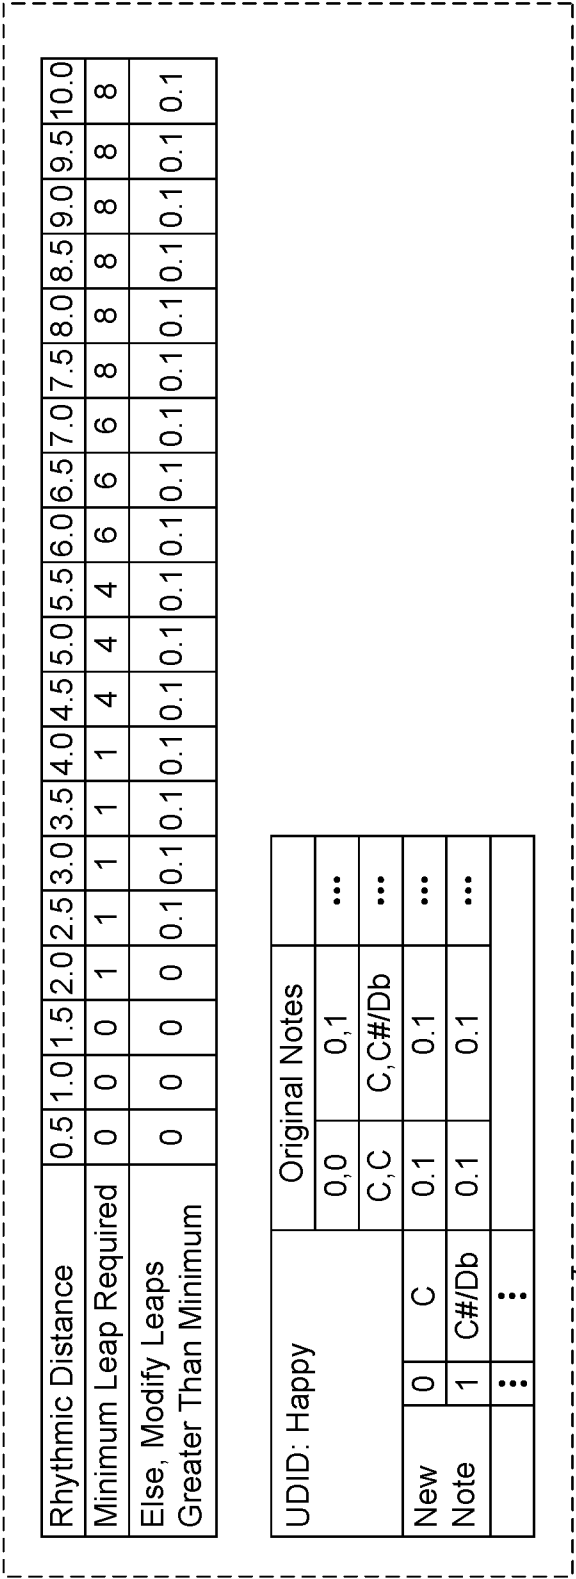 Rhythmic Distance 0.5 1.0 1.5 2.0 2.5 3.0 3.5 4.0 4.5 5.0 5.5 6.0 6.5 7.0 7.5 8.0 8.5 9.0 9.5 10.0
Minimum Leap Required 0 0 0 1 1 1 1 1 4 4 4 6 6 6 8 8 8 8 8 8
Else, Modify Leaps
Greater Than Minimum 0 0 0 0 0.1 0.1 0.1 0.1 0.1 0.1 0.1 0.1 0.1 0.1 0.1 0.1 0.1 0.1 0.1 0.1
UDID: Happy Original Notes
0,0 0,1 ...
C,C C,C#/Db ...
New 0 C 0.1 0.1 ...
Note 1 C#/Db 0.1 0.1 ...
⋮ ⋮